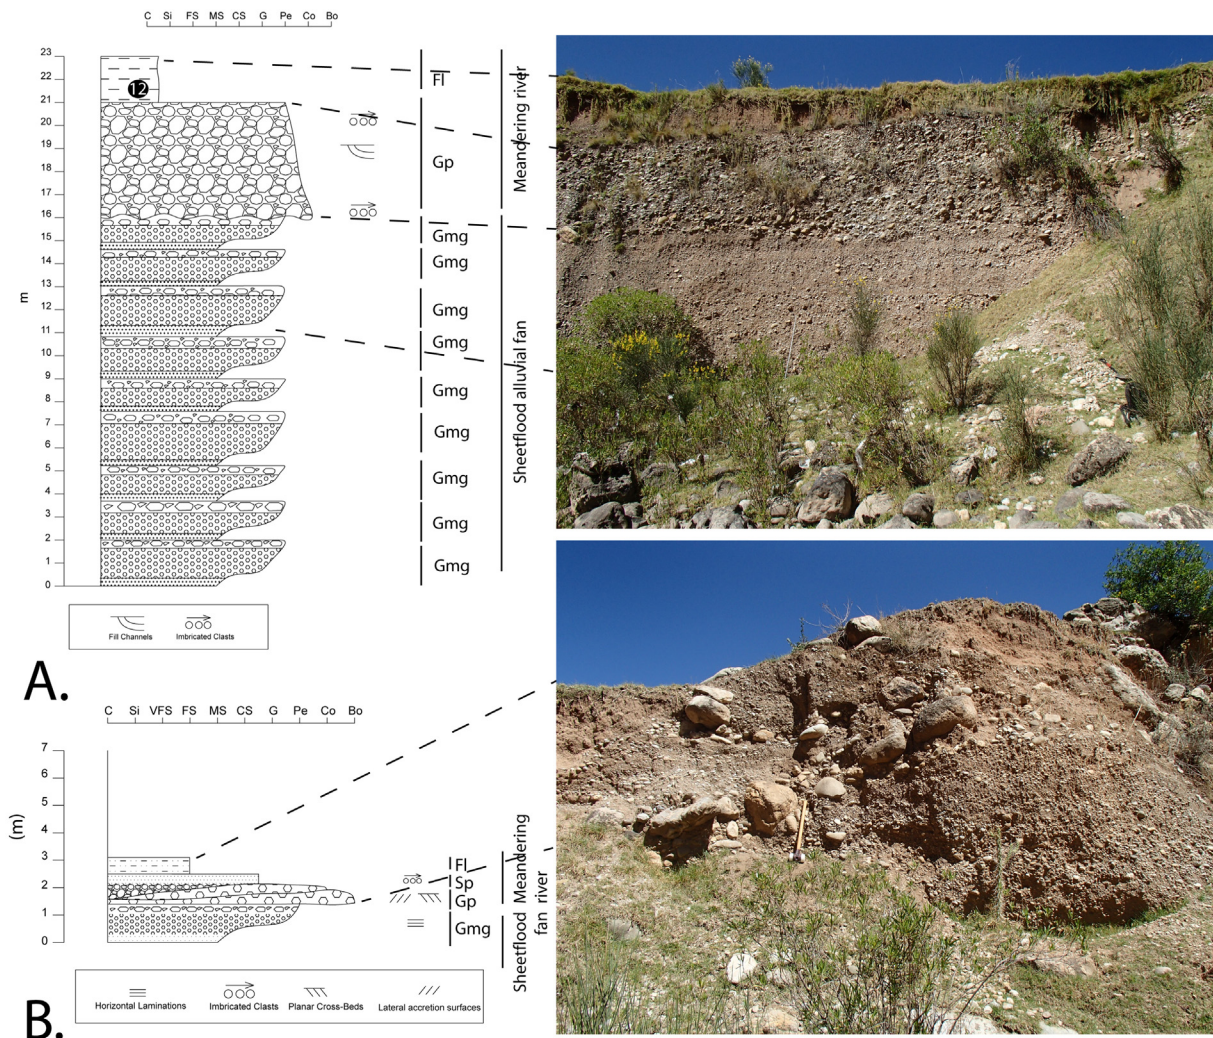 C Si FS MS CS G Pe Co Bo
23
22
21
20
19
18
17
16
15
14
13
12
11
10
9
8
7
6
5
4
3
2
1
0
m
12
Fl
Gp
Gmg
Gmg
Gmg
Gmg
Gmg
Gmg
Gmg
Gmg
Gmg
Meandering river
Sheetflood alluvial fan
Fill Channels Imbricated Clasts
A.
C Si VFS FS MS CS G Pe Co Bo
7
6
5
4
3
2
1
0
(m)
Fl
Sp
Gp
Gmg
Meandering
river
Sheetflood
fan
Horizontal Laminations Imbricated Clasts Planar Cross-Beds Lateral accretion surfaces
B.